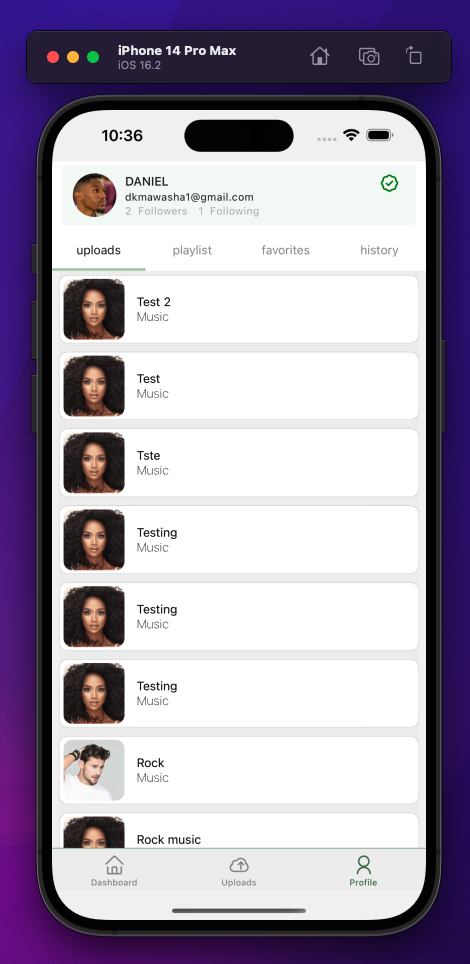 iPhone 14 Pro Max
iOS 16.2
10:36
DANIEL
dkmawasha1@gmail.com
2 Followers 1 Following
uploads playlist favorites history
Test 2
Music
Test
Music
Tste
Music
Testing
Music
Testing
Music
Testing
Music
Rock
Music
Rock music
Dashboard Uploads Profile